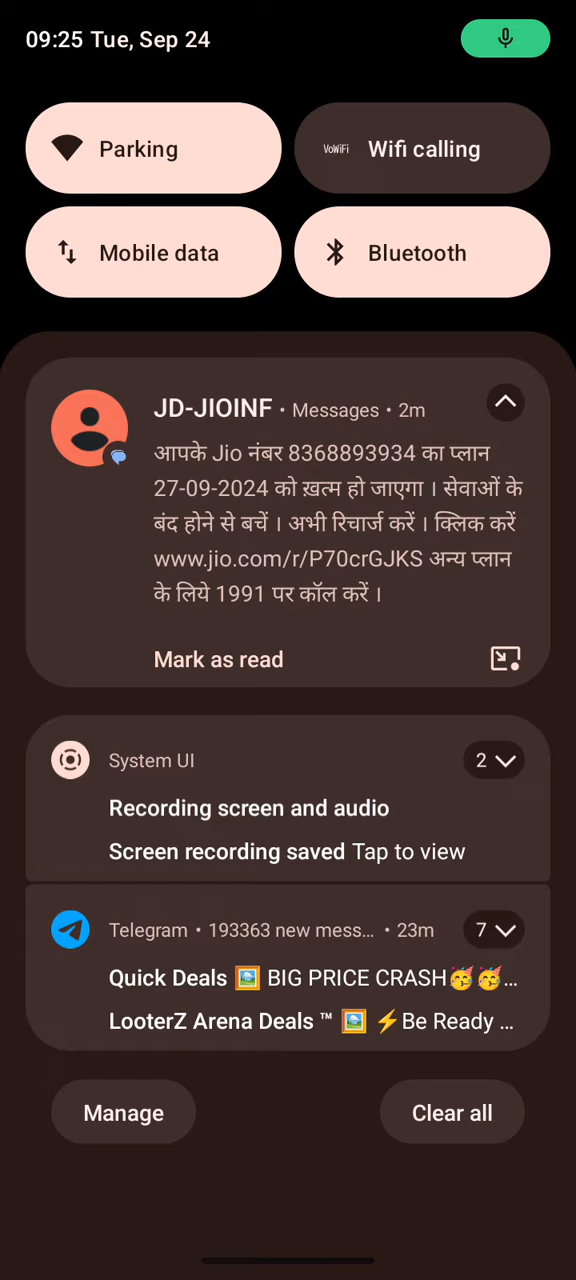 09:25 Tue, Sep 24
Parking
VoWiFi Wifi calling
Mobile data
Bluetooth
JD-JIOINF • Messages • 2m
आपके Jio नंबर 8368893934 का प्लान
27-09-2024 को ख़त्म हो जाएगा । सेवाओं के
बंद होने से बचें । अभी रिचार्ज करें । क्लिक करें
www.jio.com/r/P70crGJKS अन्य प्लान
के लिये 1991 पर कॉल करें ।
Mark as read
System UI
2
Recording screen and audio
Screen recording saved Tap to view
Telegram • 193363 new mess... • 23m
7
Quick Deals 🖼️ BIG PRICE CRASH🥳🥳...
LooterZ Arena Deals ™ 🖼️ ⚡Be Ready ...
Manage
Clear all